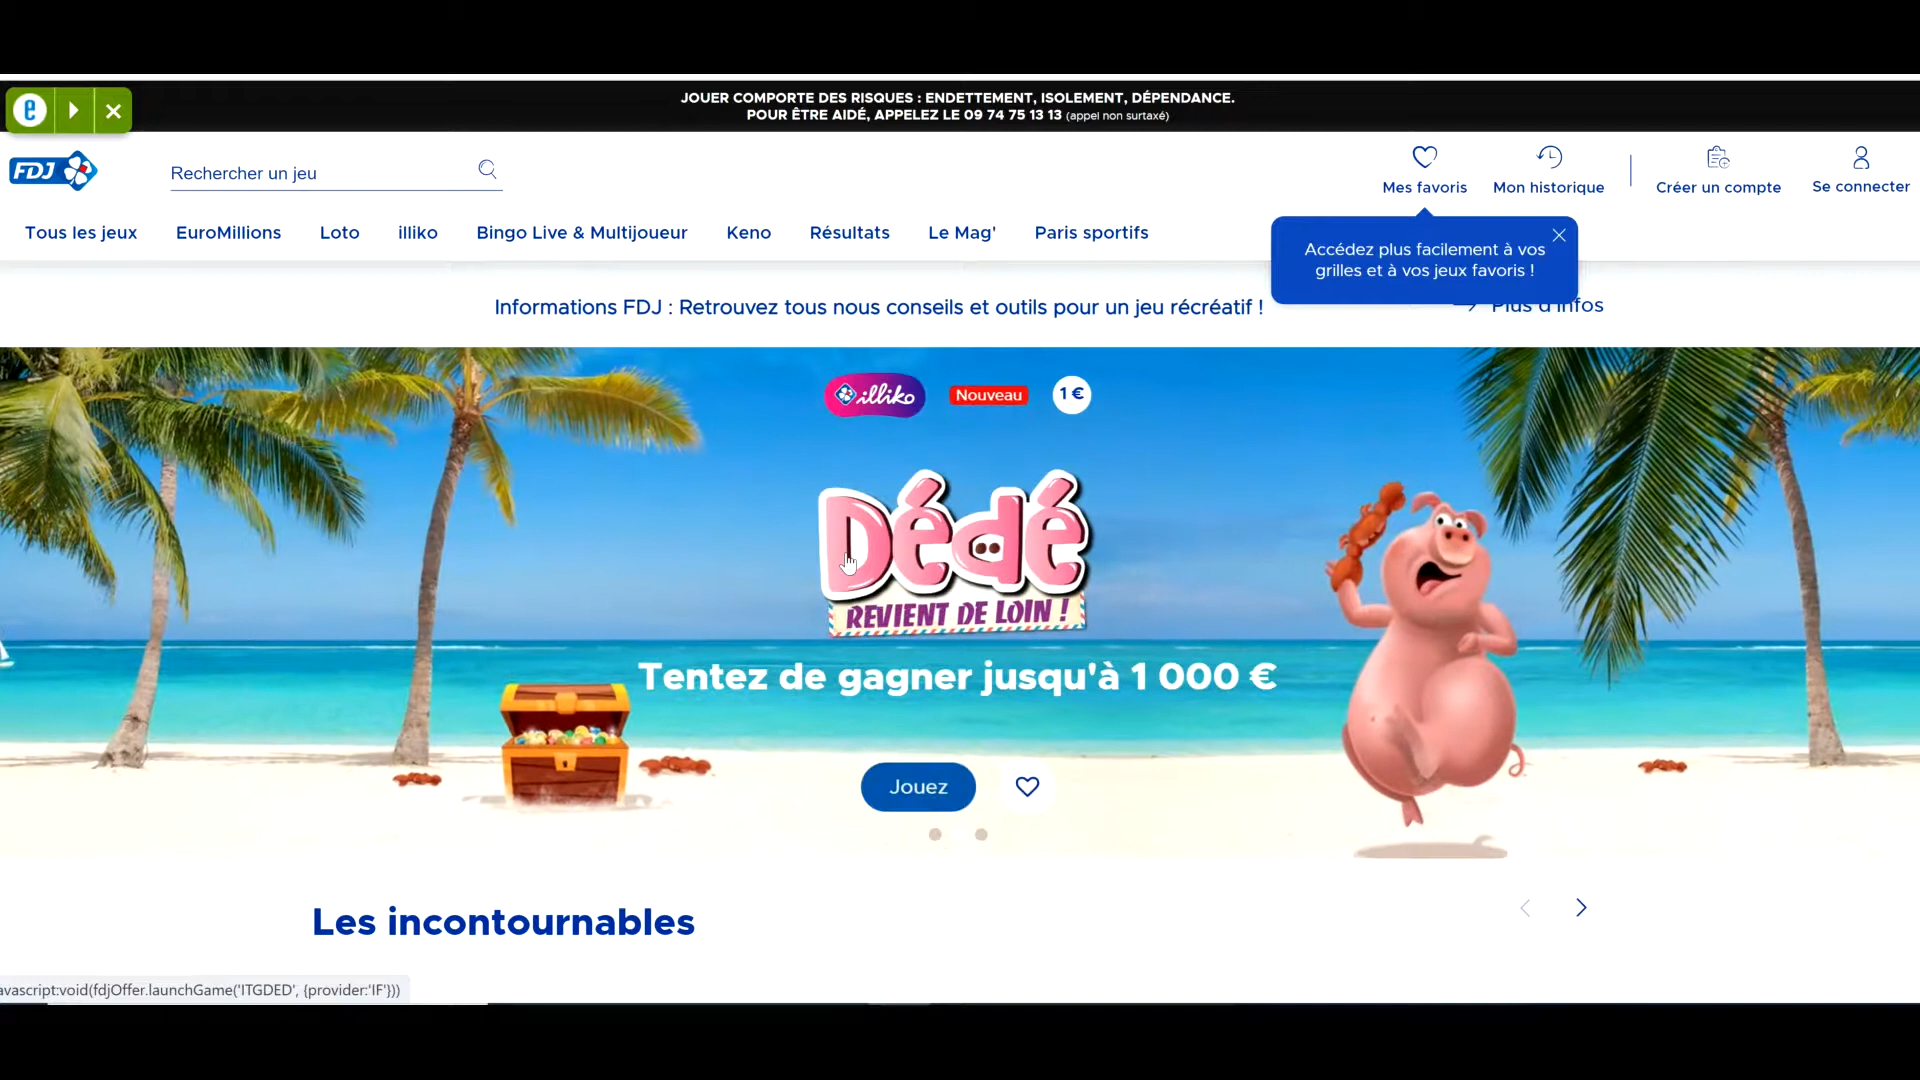 JOUER COMPORTE DES RISQUES : ENDETTEMENT, ISOLEMENT, DÉPENDANCE.
POUR ÊTRE AIDÉ, APPELEZ LE 09 74 75 13 13 (appel non surtaxé)
e
FDJ
Rechercher un jeu
Mes favoris
Mon historique
Créer un compte
Se connecter
Tous les jeux
EuroMillions
Loto
illiko
Bingo Live & Multijoueur
Keno
Résultats
Le Mag'
Paris sportifs
Accédez plus facilement à vos
grilles et à vos jeux favoris !
Informations FDJ : Retrouvez tous nous conseils et outils pour un jeu récréatif !
Plus d'infos
illiko
Nouveau
1 €
Dédé
REVIENT DE LOIN !
Tentez de gagner jusqu'à 1 000 €
Jouez
Les incontournables
avascript:void(fdjOffer.launchGame('ITGDED', {provider:'IF'}))